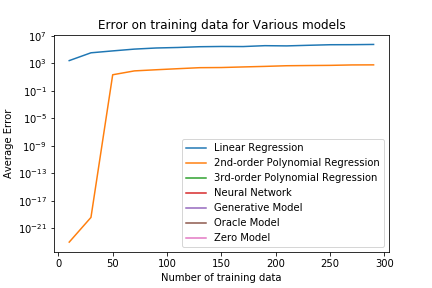 Error on training data for Various models
10^7
10^3
10^-1
10^-5
10^-9
10^-13
10^-17
10^-21
Average Error
Linear Regression
2nd-order Polynomial Regression
3rd-order Polynomial Regression
Neural Network
Generative Model
Oracle Model
Zero Model
0 50 100 150 200 250 300
Number of training data